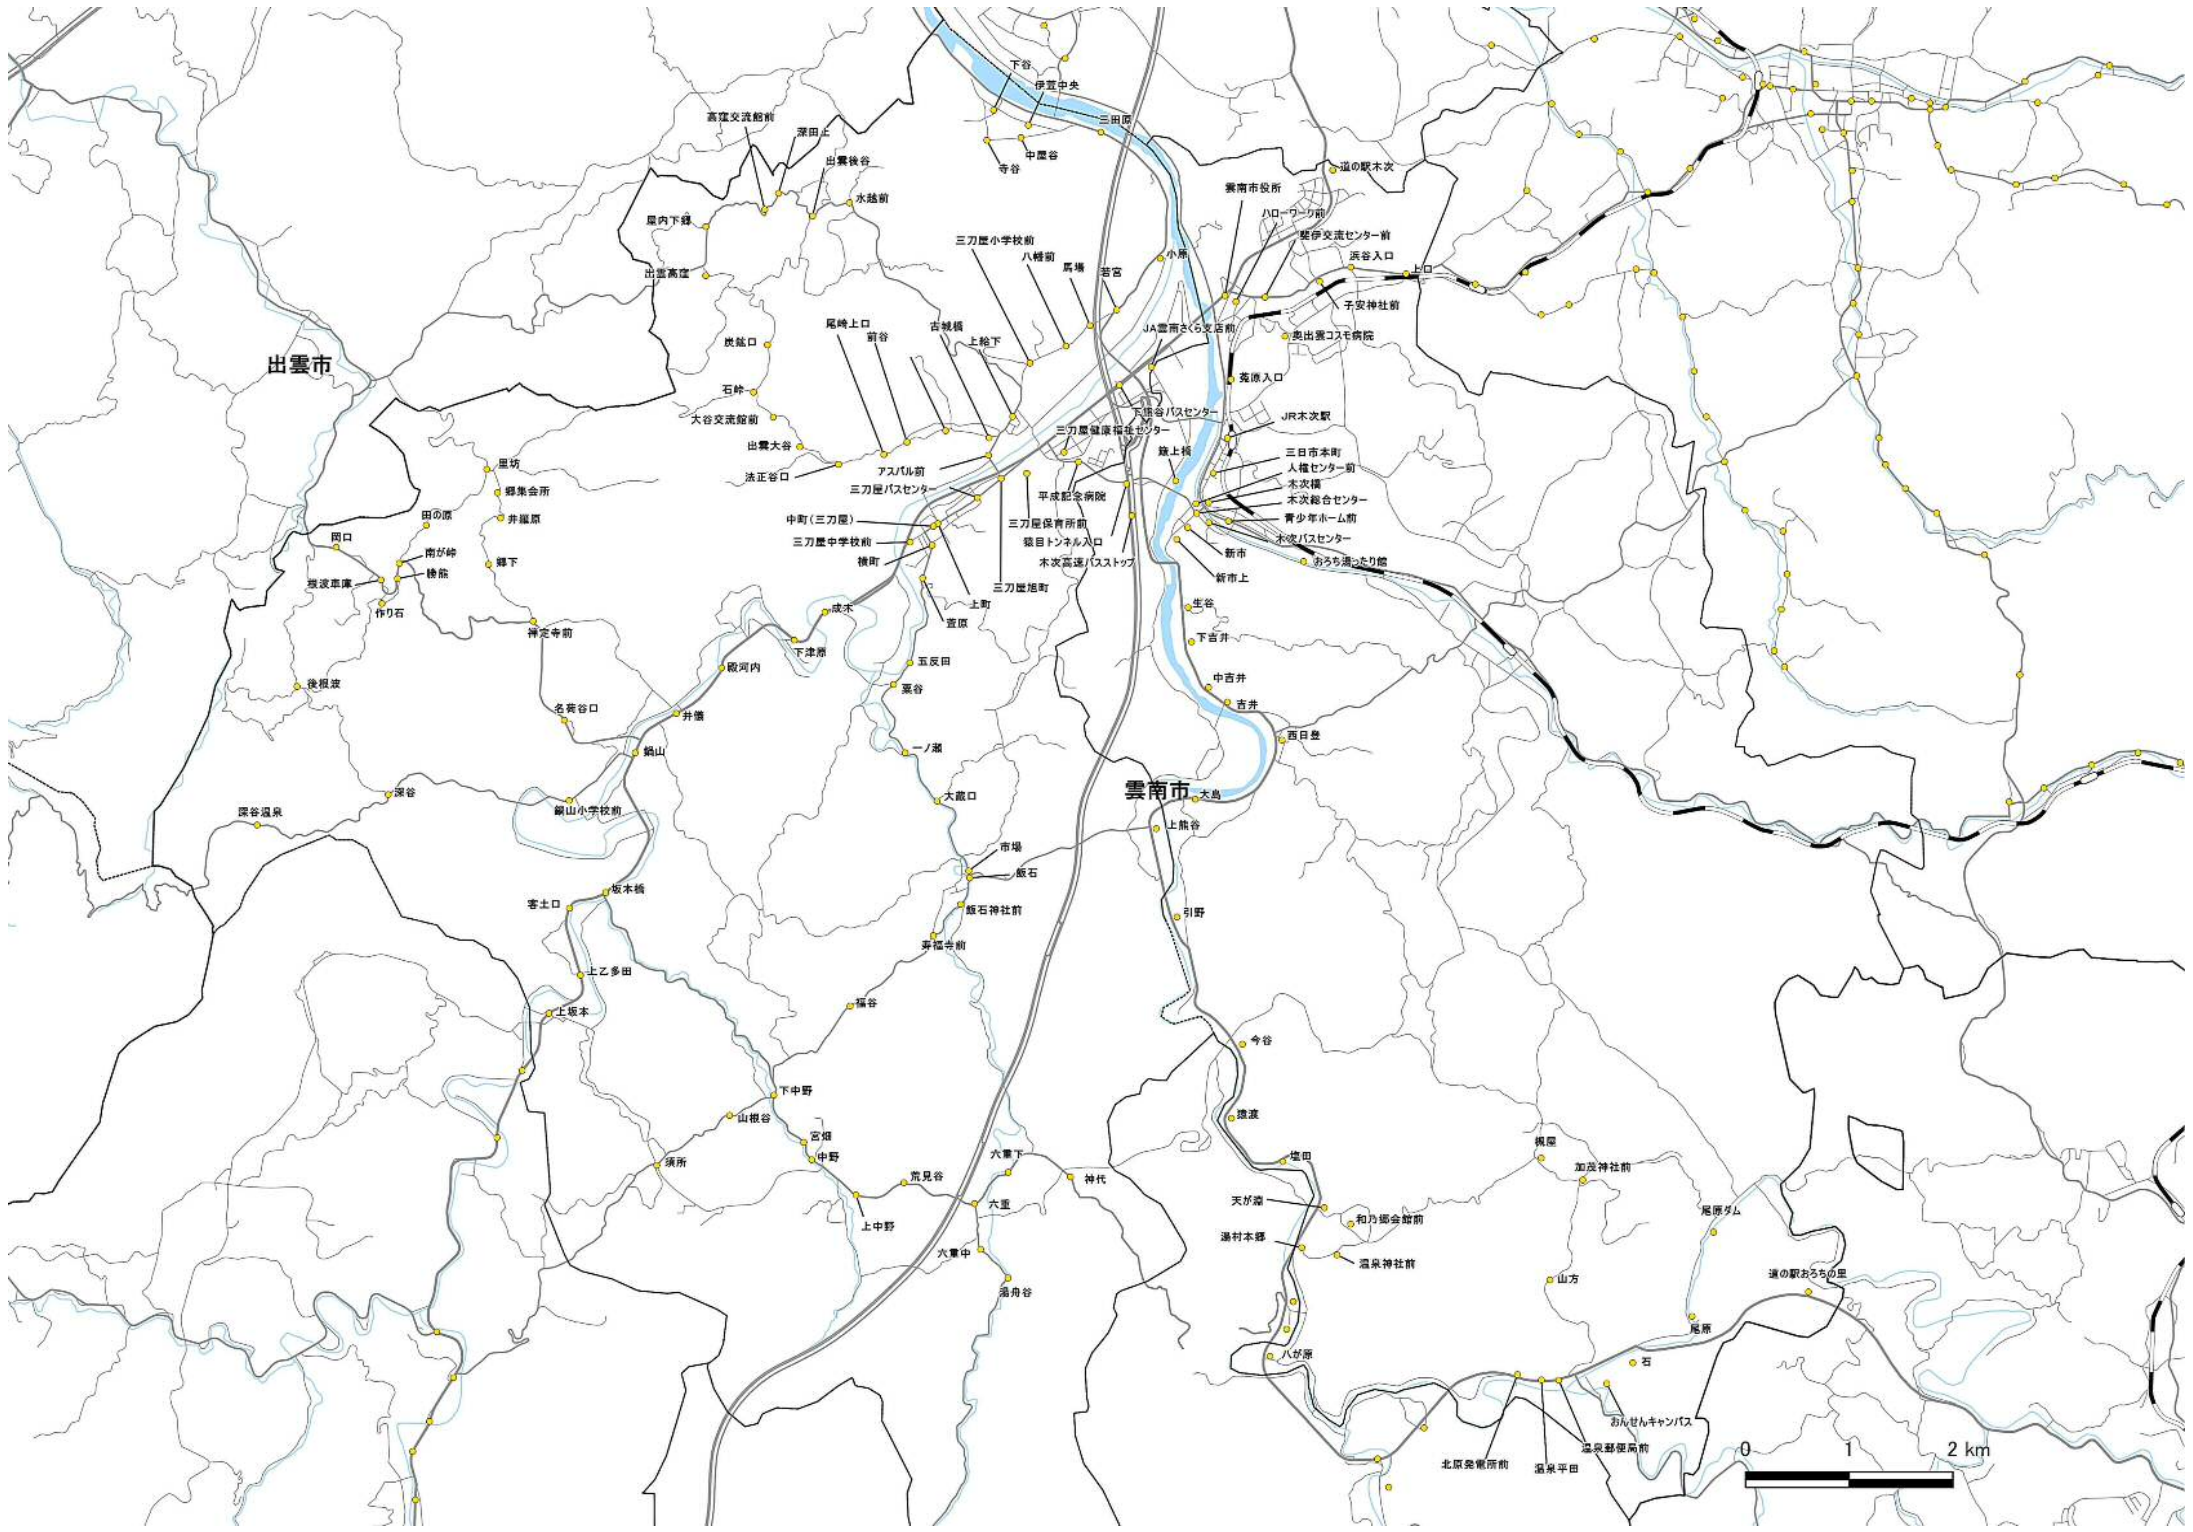 下谷
伊萱中央
高窪交流館前
三田原
深田上
中屋谷
出雲後谷
寺谷
道の駅木次
水越前
雲南市役所
屋内下郷
ハローワーク前
三刀屋小学校前
斐伊交流センター前
八幡前
小原
浜谷入口
馬場
若宮
上口
出雲高窪
子安神社前
尾崎上口
古城橋
JA雲南さくら支店前
前谷
奥出雲コスモ病院
炭鉱口
上給下
出雲市
菟原入口
石峠
大谷交流館前
下熊谷バスセンター
JR木次駅
三刀屋健康福祉センター
出雲大谷
簸上橋
三日市本町
里坊
アスパル前
人権センター前
法正谷口
木次橋
郷集会所
三刀屋バスセンター
平成記念病院
木次総合センター
田の原
井羅原
中町(三刀屋)
三刀屋保育所前
青少年ホーム前
岡口
三刀屋中学校前
猿目トンネル入口
木次バスセンター
南が峠
横町
木次高速バスストップ
新市
おろち湯ったり館
郷下
根波車庫
勝熊
三刀屋旭町
新市上
作り石
成木
上町
生谷
萱原
禅定寺前
下津原
下吉井
殿河内
五反田
後根波
粟谷
中吉井
名荷谷口
井儀
吉井
鍋山
一ノ瀬
西日登
深谷
雲南市
大島
大蔵口
深谷温泉
鍋山小学校前
上熊谷
市場
飯石
坂本橋
客土口
飯石神社前
引野
寿福寺前
上乙多田
福谷
上坂本
今谷
下中野
山根谷
猿渡
宮畑
槻屋
中野
六重下
塩田
須所
荒見谷
神代
加茂神社前
天が淵
六重
尾原ダム
上中野
和乃郷会館前
湯村本郷
六重中
温泉神社前
山方
道の駅おろちの里
湯舟谷
尾原
八が原
石
おんせんキャンパス
温泉郵便局前
北原発電所前
温泉平田
0 1 2 km